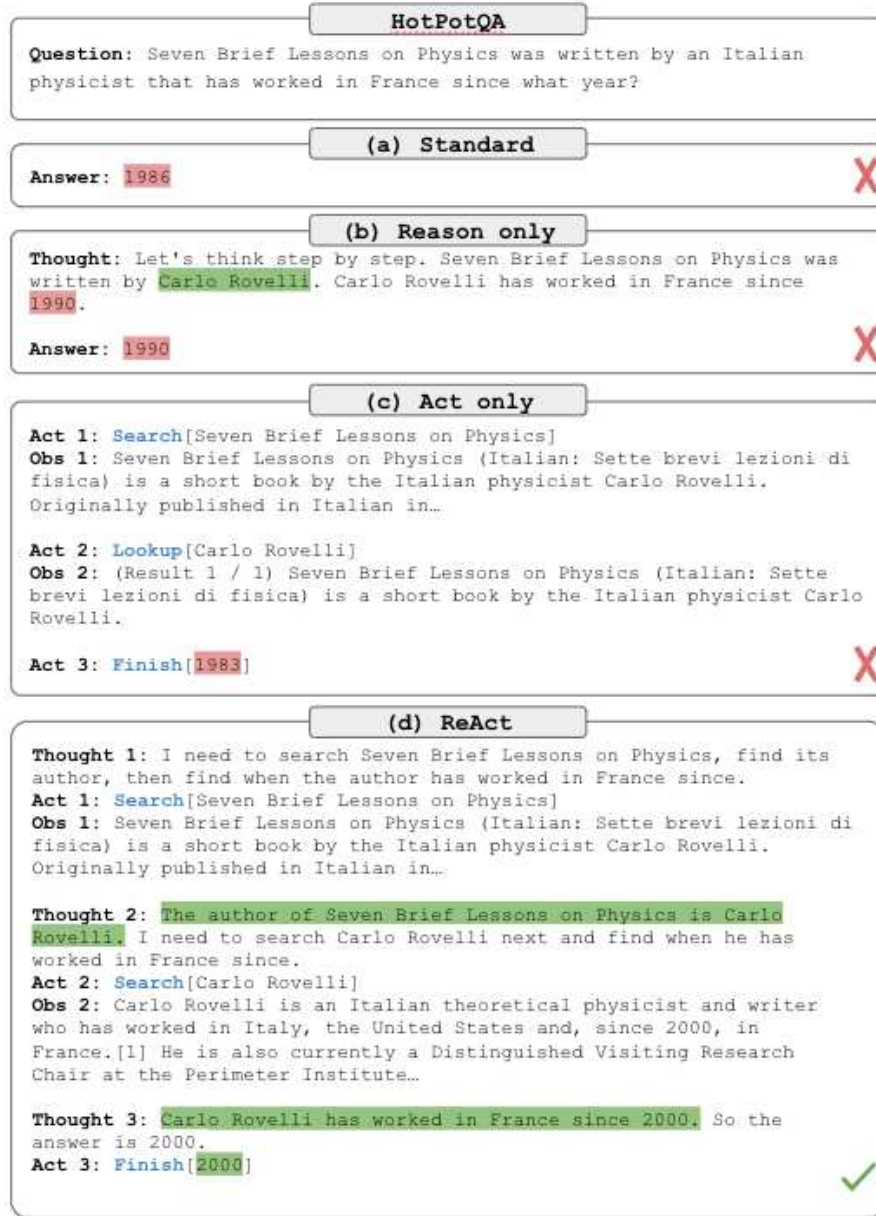 HotPotQA
Question: Seven Brief Lessons on Physics was written by an Italian
physicist that has worked in France since what year?
(a) Standard
Answer: 1986
(b) Reason only
Thought: Let's think step by step. Seven Brief Lessons on Physics was
written by Carlo Rovelli. Carlo Rovelli has worked in France since
1990.
Answer: 1990
(c) Act only
Act 1: Search[Seven Brief Lessons on Physics]
Obs 1: Seven Brief Lessons on Physics (Italian: Sette brevi lezioni di
fisica) is a short book by the Italian physicist Carlo Rovelli.
Originally published in Italian in…
Act 2: Lookup[Carlo Rovelli]
Obs 2: (Result 1 / 1) Seven Brief Lessons on Physics (Italian: Sette
brevi lezioni di fisica) is a short book by the Italian physicist Carlo
Rovelli.
Act 3: Finish[1983]
(d) ReAct
Thought 1: I need to search Seven Brief Lessons on Physics, find its
author, then find when the author has worked in France since.
Act 1: Search[Seven Brief Lessons on Physics]
Obs 1: Seven Brief Lessons on Physics (Italian: Sette brevi lezioni di
fisica) is a short book by the Italian physicist Carlo Rovelli.
Originally published in Italian in…
Thought 2: The author of Seven Brief Lessons on Physics is Carlo
Rovelli. I need to search Carlo Rovelli next and find when he has
worked in France since.
Act 2: Search[Carlo Rovelli]
Obs 2: Carlo Rovelli is an Italian theoretical physicist and writer
who has worked in Italy, the United States and, since 2000, in
France.[1] He is also currently a Distinguished Visiting Research
Chair at the Perimeter Institute…
Thought 3: Carlo Rovelli has worked in France since 2000. So the
answer is 2000.
Act 3: Finish[2000]